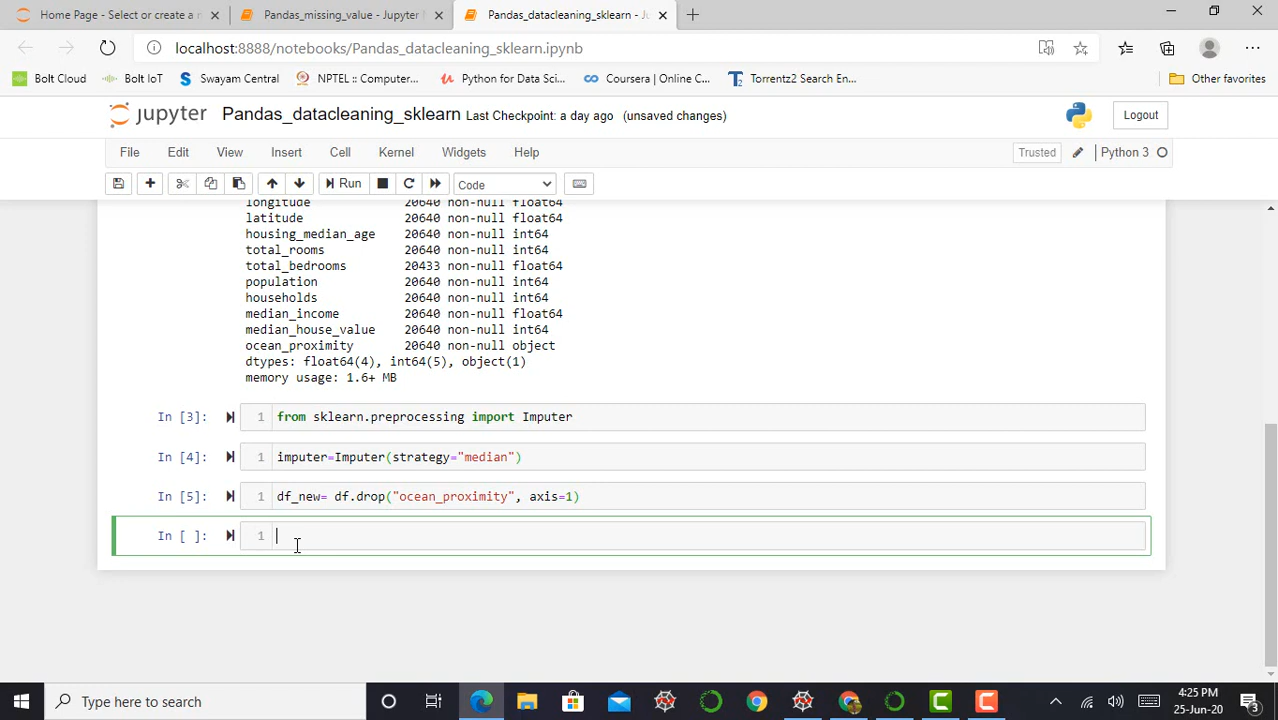 Home Page - Select or create a n
Pandas_missing_value - Jupyter
Pandas_datacleaning_sklearn - Ju
localhost:8888/notebooks/Pandas_datacleaning_sklearn.ipynb
Bolt Cloud
Bolt IoT
Swayam Central
NPTEL :: Computer...
Python for Data Sci...
Coursera | Online C...
Torrentz2 Search En...
Other favorites
jupyter Pandas_datacleaning_sklearn Last Checkpoint: a day ago (unsaved changes)
Logout
File Edit View Insert Cell Kernel Widgets Help
Trusted
Python 3
Run
Code
longitude 20640 non-null float64
latitude 20640 non-null float64
housing_median_age 20640 non-null int64
total_rooms 20640 non-null int64
total_bedrooms 20433 non-null float64
population 20640 non-null int64
households 20640 non-null int64
median_income 20640 non-null float64
median_house_value 20640 non-null int64
ocean_proximity 20640 non-null object
dtypes: float64(4), int64(5), object(1)
memory usage: 1.6+ MB
In [3]: 1 from sklearn.preprocessing import Imputer
In [4]: 1 imputer=Imputer(strategy="median")
In [5]: 1 df_new= df.drop("ocean_proximity", axis=1)
In [ ]: 1
Type here to search
4:25 PM
25-Jun-20
3